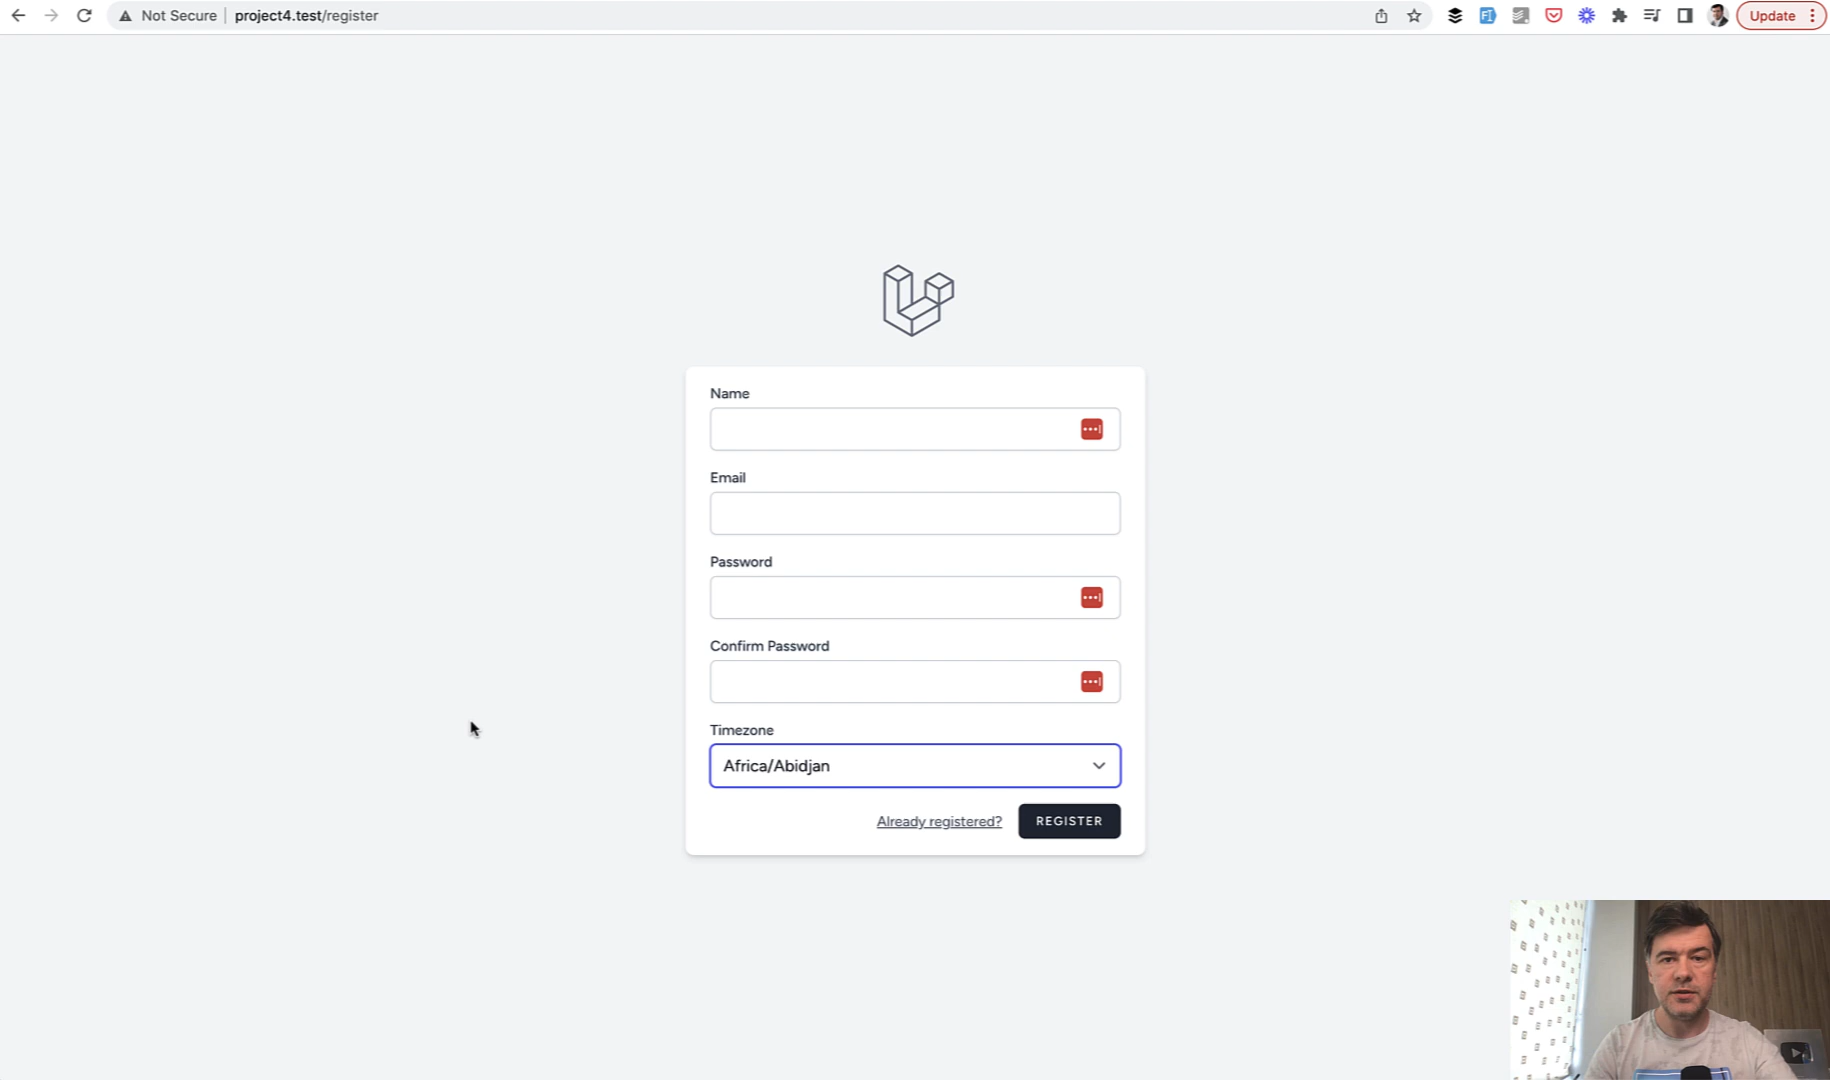 Not Secure
project4.test/register
Update
Name
Email
Password
Confirm Password
Timezone
Africa/Abidjan
Already registered?
REGISTER